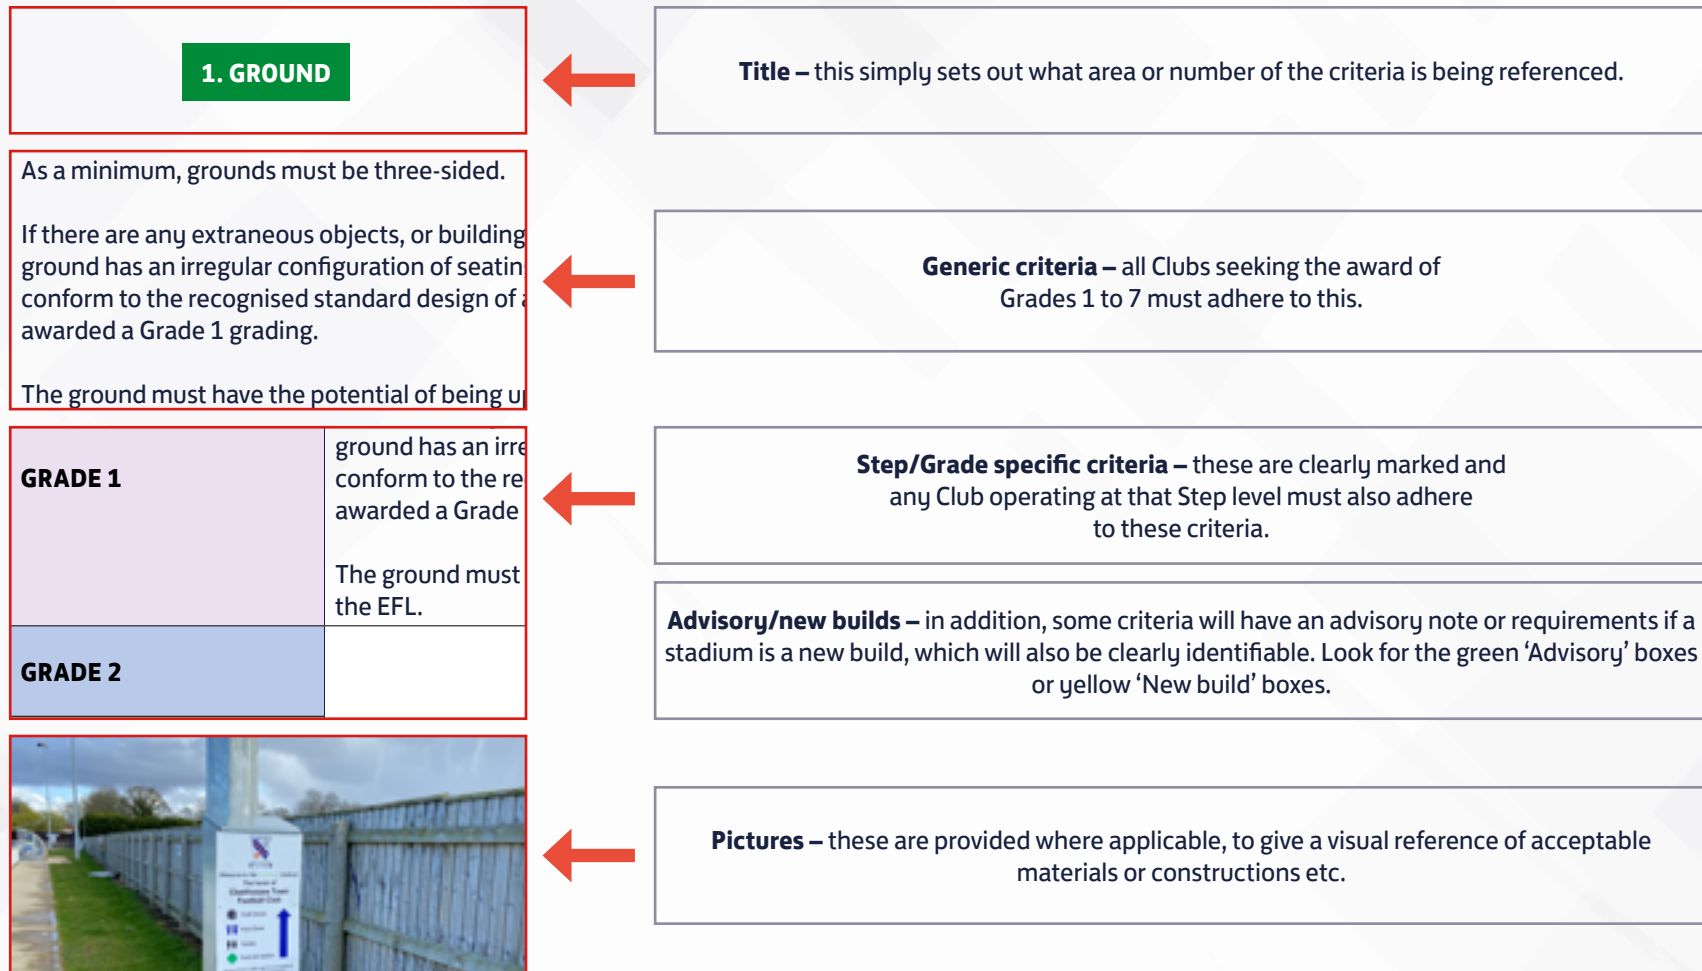 1. GROUND
Title – this simply sets out what area or number of the criteria is being referenced.
As a minimum, grounds must be three-sided.
If there are any extraneous objects, or building
ground has an irregular configuration of seatin
conform to the recognised standard design of
awarded a Grade 1 grading.
The ground must have the potential of being
Generic criteria – all Clubs seeking the award of
Grades 1 to 7 must adhere to this.
GRADE 1
ground has an irre
conform to the re
awarded a Grade
The ground must
the EFL.
GRADE 2
Step/Grade specific criteria – these are clearly marked and
any Club operating at that Step level must also adhere
to these criteria.
Advisory/new builds – in addition, some criteria will have an advisory note or requirements if a
stadium is a new build, which will also be clearly identifiable. Look for the green ‘Advisory’ boxes
or yellow ‘New build’ boxes.
The home of
Town
Football Club
Pictures – these are provided where applicable, to give a visual reference of acceptable
materials or constructions etc.